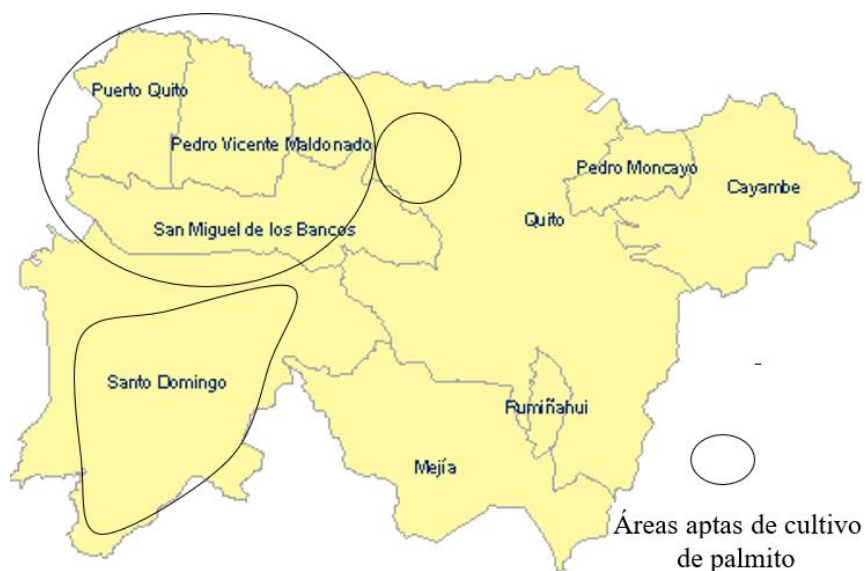 Puerto Quito
Pedro Vicente Maldonado
Pedro Moncayo
Cayambe
San Miguel de los Bancos
Quito
Santo Domingo
Rumiñahui
Mejía
Áreas aptas de cultivo
de palmito